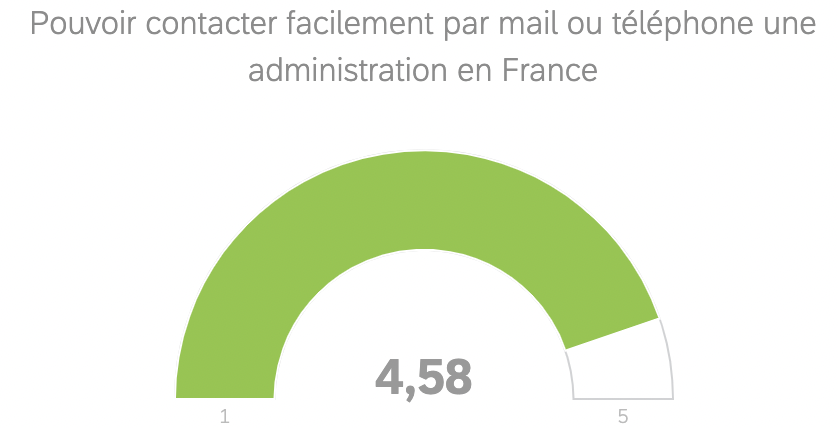 Pouvoir contacter facilement par mail ou téléphone une
administration en France
4,58
1
5